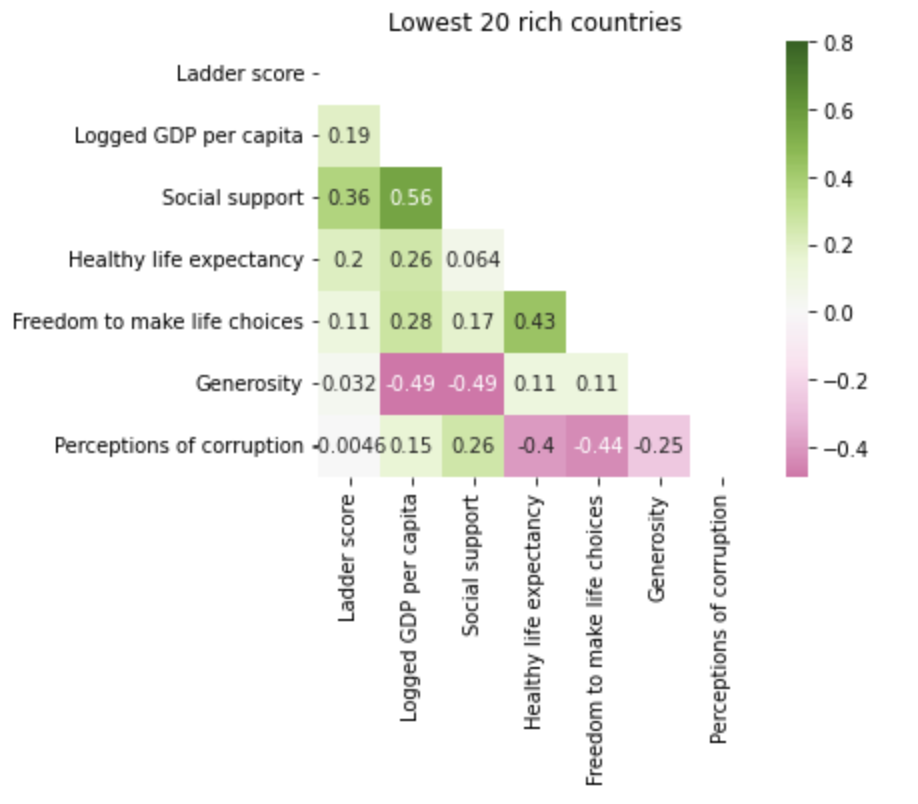 Lowest 20 rich countries
Ladder score
Logged GDP per capita 0.19
Social support 0.36 0.56
Healthy life expectancy 0.2 0.26 0.064
Freedom to make life choices 0.11 0.28 0.17 0.43
Generosity 0.032 -0.49 -0.49 0.11 0.11
Perceptions of corruption -0.0046 0.15 0.26 -0.4 -0.44 -0.25
Ladder score
Logged GDP per capita
Social support
Healthy life expectancy
Freedom to make life choices
Generosity
Perceptions of corruption
0.8
0.6
0.4
0.2
0.0
−0.2
−0.4